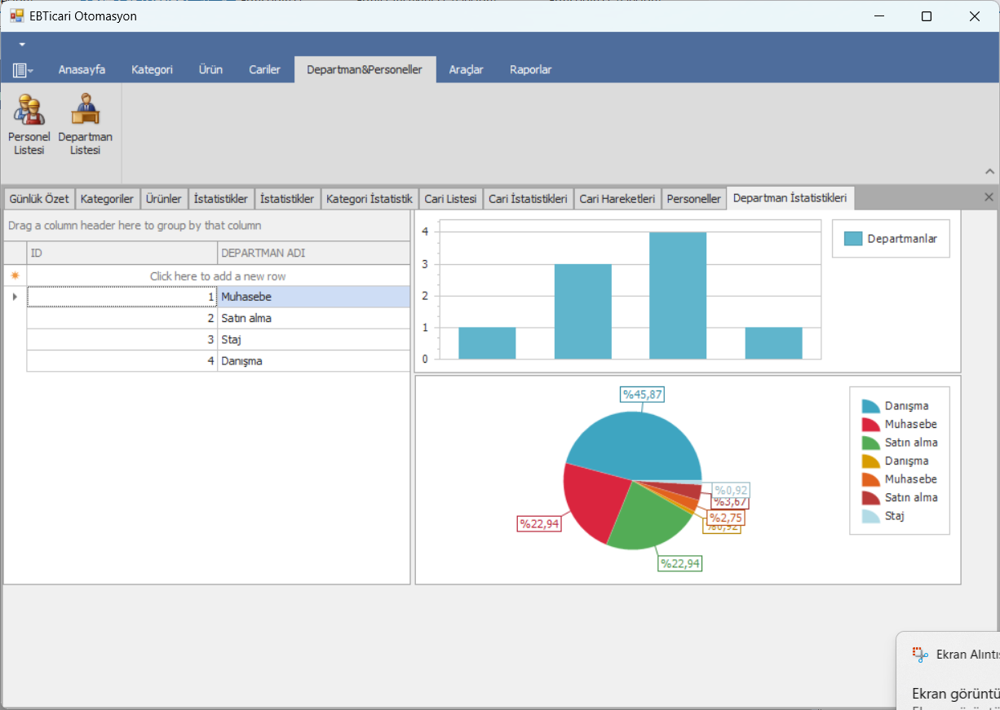 EBTicari Otomasyon
Anasayfa Kategori Ürün Cariler Departman&Personeller Araçlar Raporlar
Personel Listesi
Departman Listesi
Günlük Özet Kategoriler Ürünler İstatistikler İstatistikler Kategori İstatistik Cari Listesi Cari İstatistikleri Cari Hareketleri Personeller Departman İstatistikleri
Drag a column header here to group by that column
ID DEPARTMAN ADI
Click here to add a new row
1 Muhasebe
2 Satın alma
3 Staj
4 Danışma
4
3
2
1
0
Departmanlar
%45,87
%22,94
%22,94
%0,92
%3,67
%2,75
%0,92
Danışma
Muhasebe
Satın alma
Danışma
Muhasebe
Satın alma
Staj
Ekran Alıntıs
Ekran görüntü